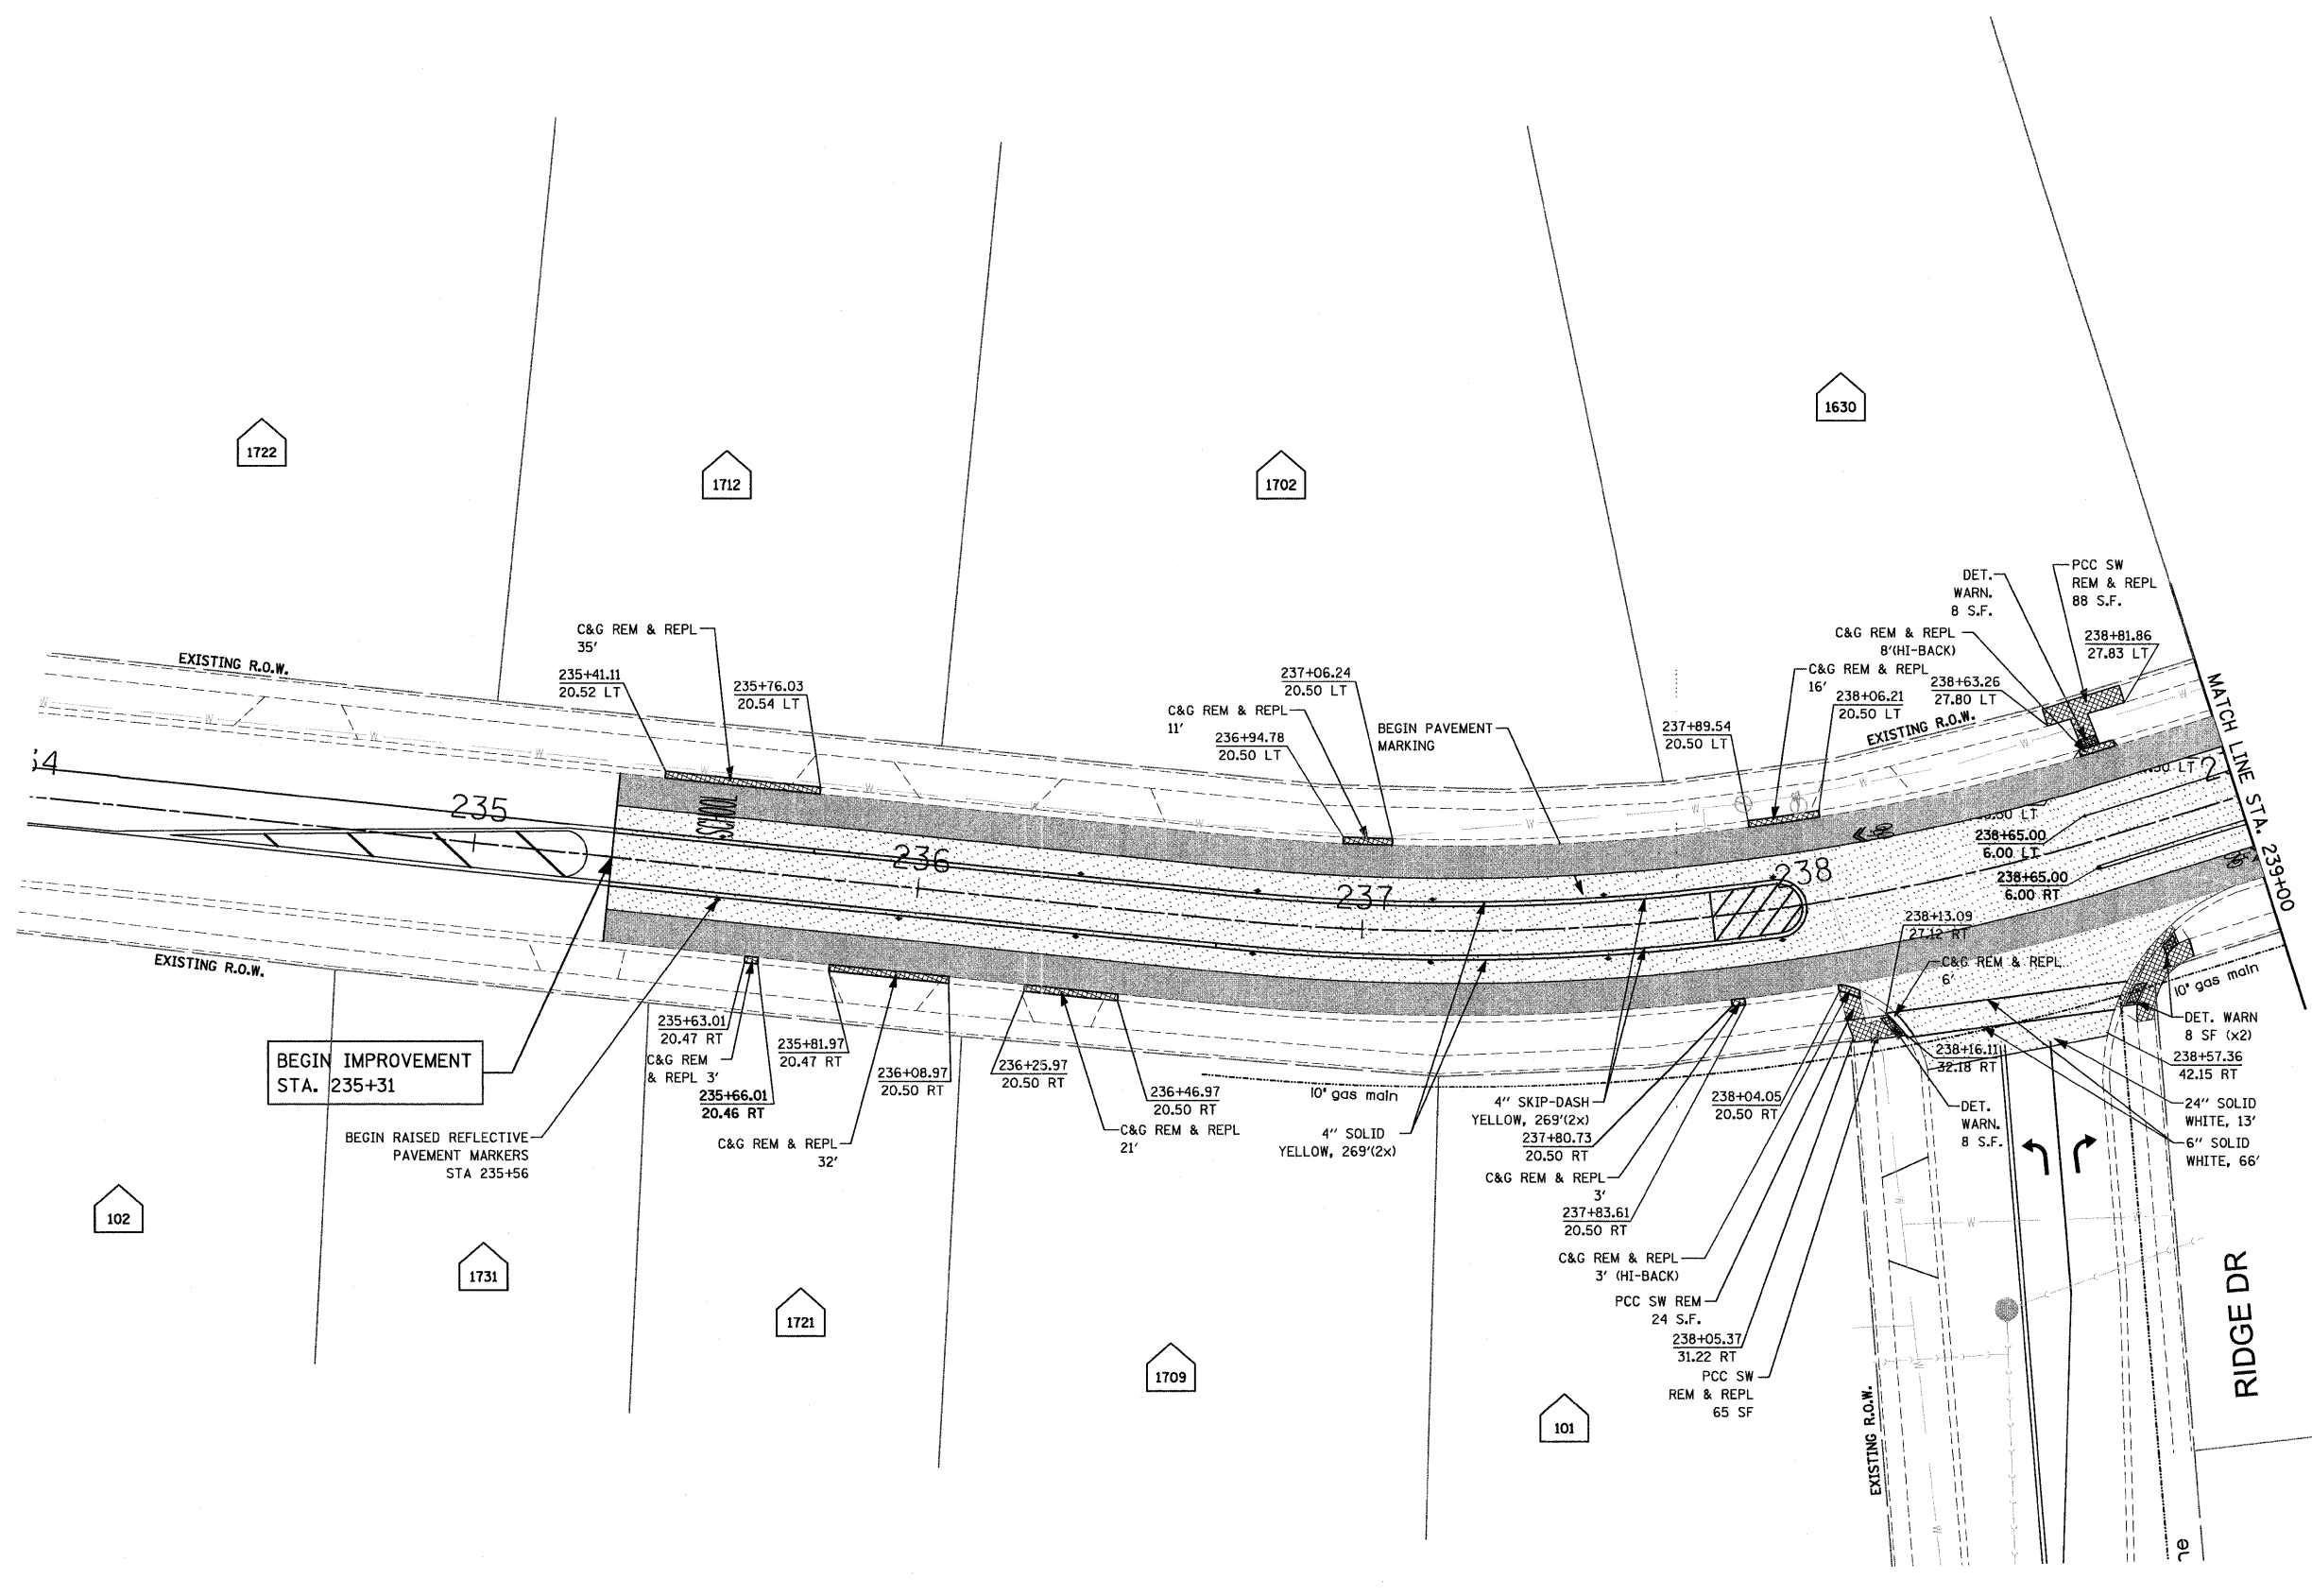 1722
1712
1702
1630
EXISTING R.O.W.
C&G REM & REPL
35'
235+41.11
20.52 LT
235+76.03
20.54 LT
C&G REM & REPL
11'
236+94.78
20.50 LT
237+06.24
20.50 LT
BEGIN PAVEMENT
MARKING
237+89.54
20.50 LT
C&G REM & REPL
16'
238+06.21
20.50 LT
C&G REM & REPL
8'(HI-BACK)
DET.
WARN.
8 S.F.
PCC SW
REM & REPL
88 S.F.
238+81.86
27.83 LT
238+63.26
27.80 LT
EXISTING R.O.W.
MATCH LINE STA. 239+00
235
236
237
238
2
SCHOOL
238+65.00
6.00 LT
238+65.00
6.00 RT
238+13.09
27.12 RT
C&G REM & REPL
6'
10" gas main
EXISTING R.O.W.
BEGIN IMPROVEMENT
STA. 235+31
BEGIN RAISED REFLECTIVE
PAVEMENT MARKERS
STA 235+56
235+63.01
20.47 RT
C&G REM
& REPL 3'
235+66.01
20.46 RT
235+81.97
20.47 RT
236+08.97
20.50 RT
C&G REM & REPL
32'
236+25.97
20.50 RT
236+46.97
20.50 RT
C&G REM & REPL
21'
10" gas main
4" SOLID
YELLOW, 269'(2x)
4" SKIP-DASH
YELLOW, 269'(2x)
237+80.73
20.50 RT
C&G REM & REPL
3'
237+83.61
20.50 RT
238+04.05
20.50 RT
C&G REM & REPL
3' (HI-BACK)
PCC SW REM
24 S.F.
238+05.37
31.22 RT
PCC SW
REM & REPL
65 SF
238+16.11
32.18 RT
DET.
WARN.
8 S.F.
DET. WARN
8 SF (x2)
238+57.36
42.15 RT
24" SOLID
WHITE, 13'
6" SOLID
WHITE, 66'
102
1731
1721
1709
101
EXISTING R.O.W.
RIDGE DR